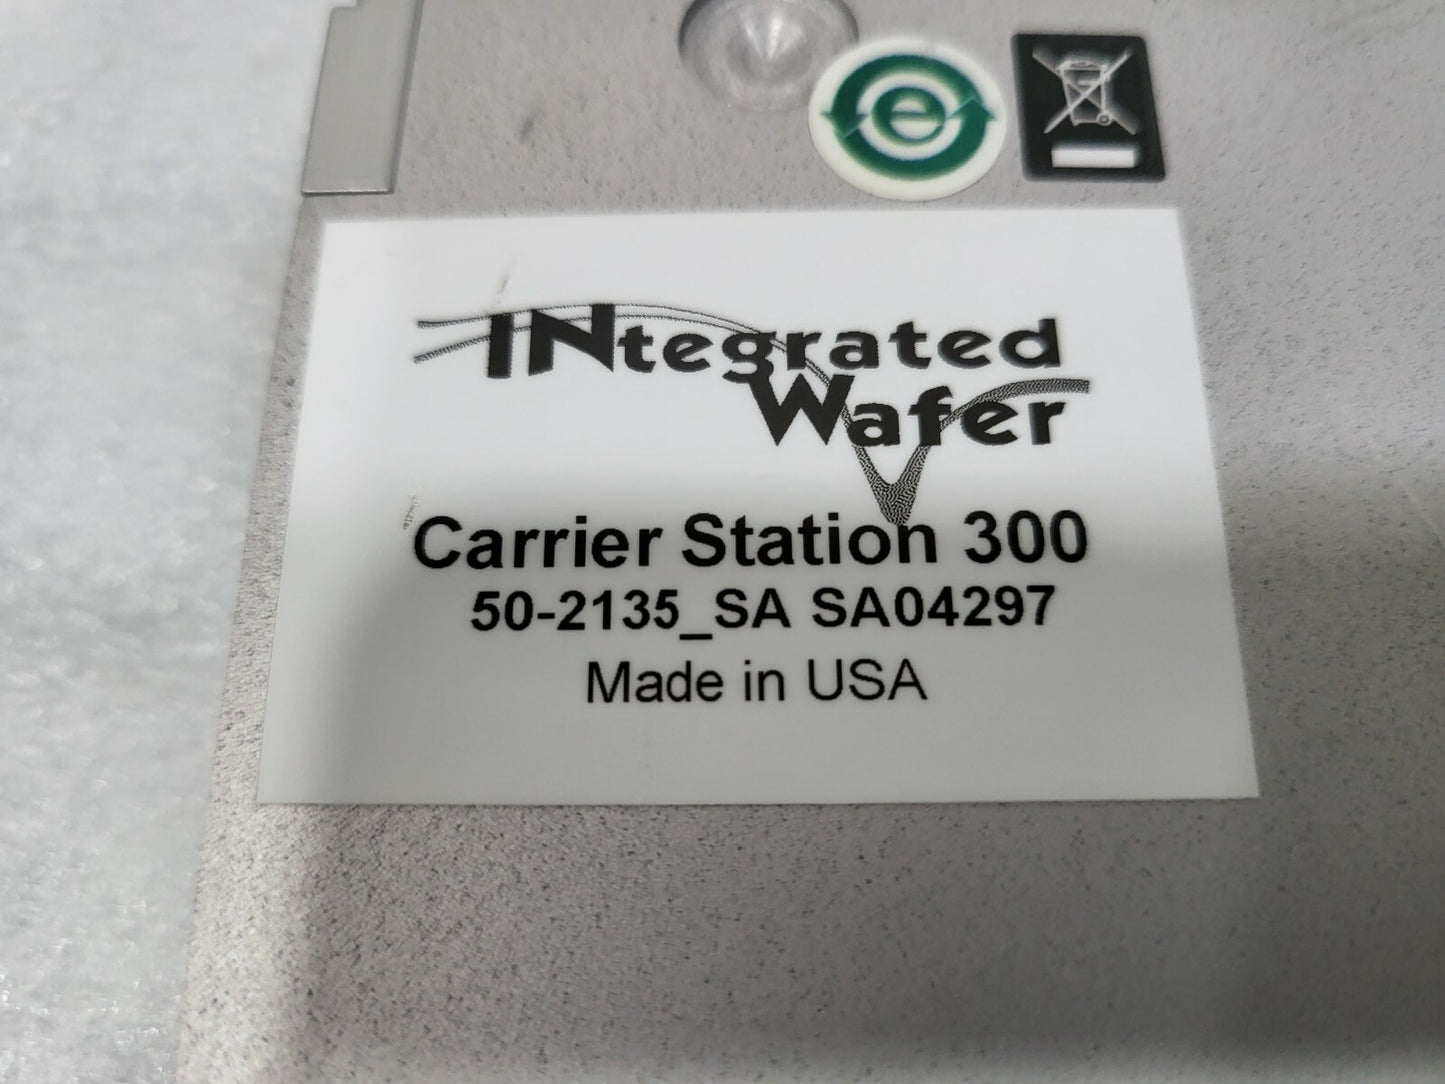 e
INtegrated
Wafer
Carrier Station 300
50-2135_SA SA04297
Made in USA